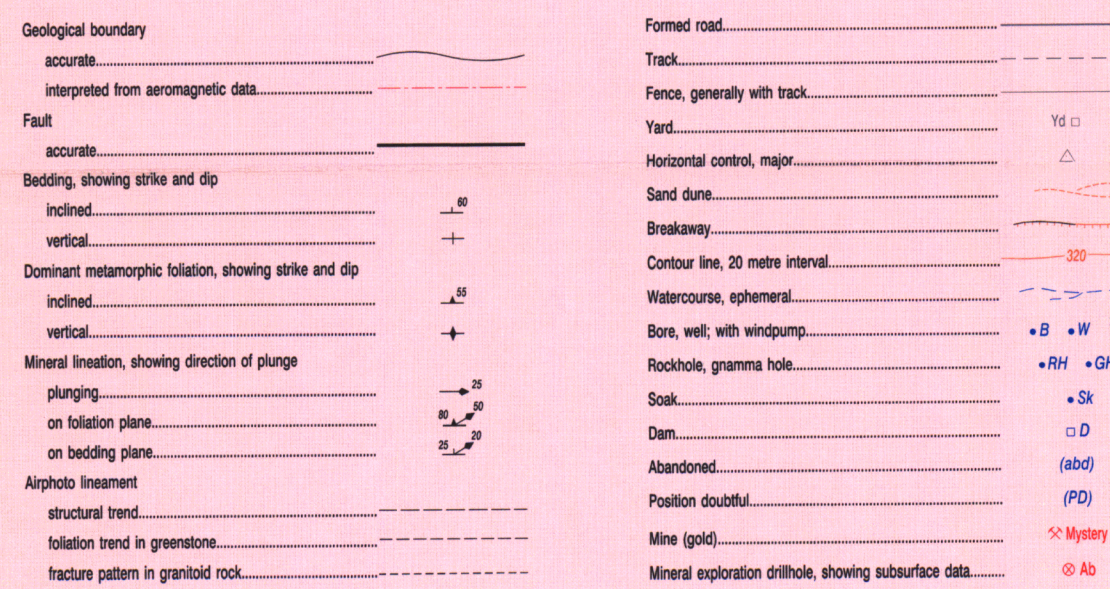 Geological boundary
accurate
interpreted from aeromagnetic data
Fault
accurate
Bedding, showing strike and dip
inclined 60
vertical
Dominant metamorphic foliation, showing strike and dip
inclined 55
vertical
Mineral lineation, showing direction of plunge
plunging 25
on foliation plane 80 50
on bedding plane 25 20
Airphoto lineament
structural trend
foliation trend in greenstone
fracture pattern in granitoid rock
Formed road
Track
Fence, generally with track
Yard Yd
Horizontal control, major
Sand dune
Breakaway
Contour line, 20 metre interval 320
Watercourse, ephemeral
Bore, well; with windpump B W
Rockhole, gnamma hole RH GH
Soak Sk
Dam D
Abandoned (abd)
Position doubtful (PD)
Mine (gold) Mystery
Mineral exploration drillhole, showing subsurface data Ab